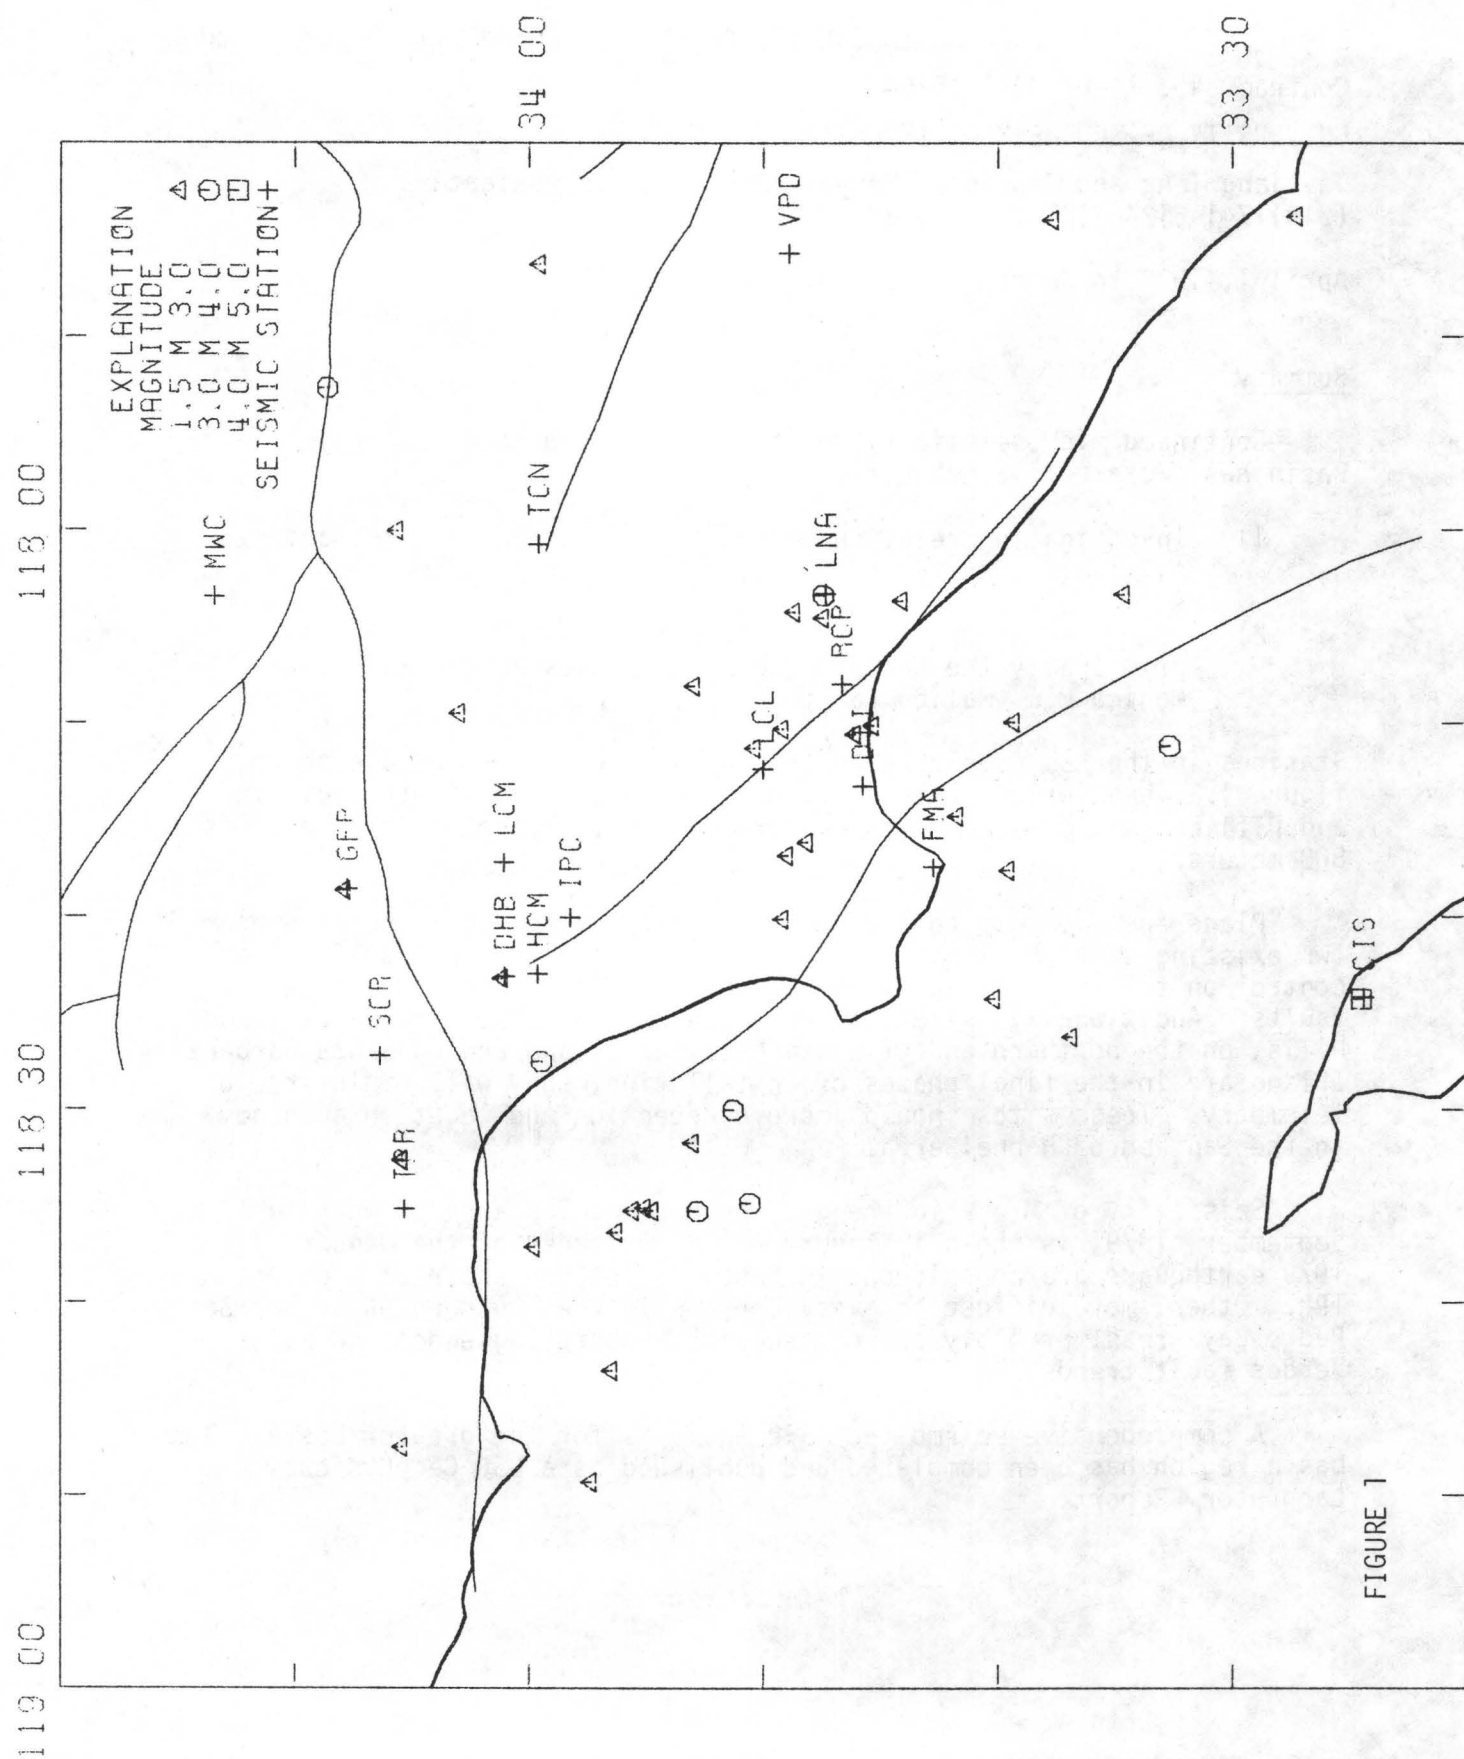 119 00
118 30
118 00
34 00
33 30
EXPLANATION
MAGNITUDE
1.5 M 3.0
3.0 M 4.0
4.0 M 5.0
SEISMIC STATION+
MWC
GFP
SCR
DHB
LCM
HCM
IPC
TCN
VPD
LNA
RCP
LCL
FMA
CIS
FIGURE 1